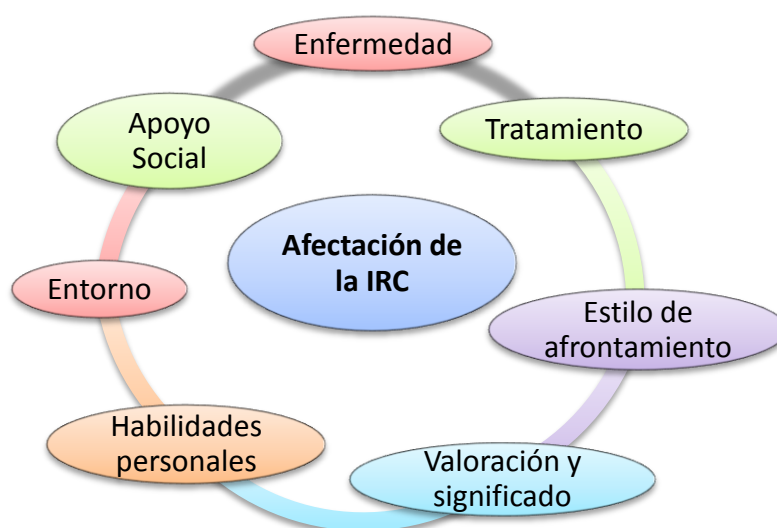 Enfermedad
Tratamiento
Estilo de
afrontamiento
Valoración y
significado
Habilidades
personales
Entorno
Apoyo
Social
Afectación de
la IRC